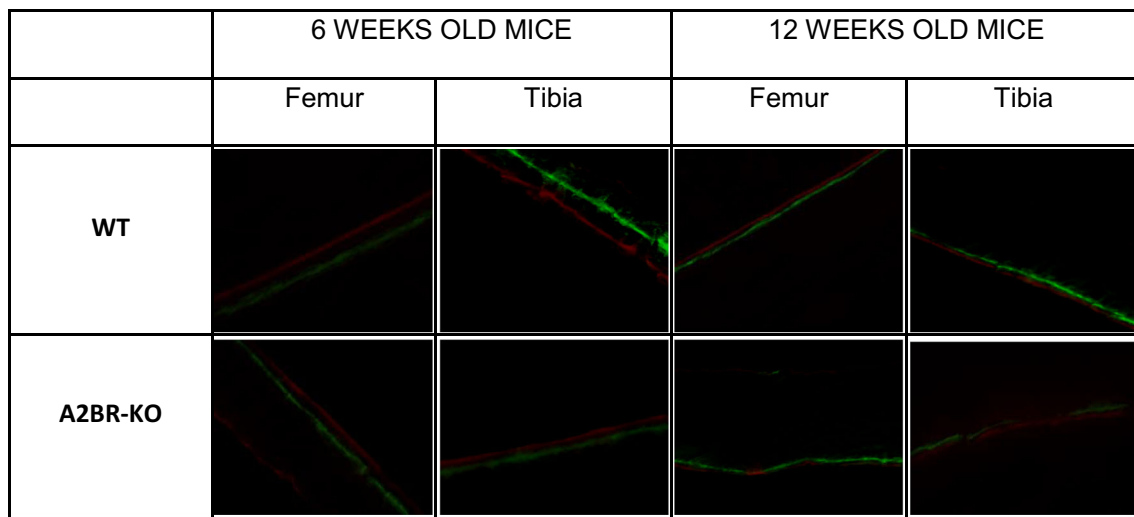 6 WEEKS OLD MICE 12 WEEKS OLD MICE
Femur Tibia Femur Tibia
WT
A2BR-KO